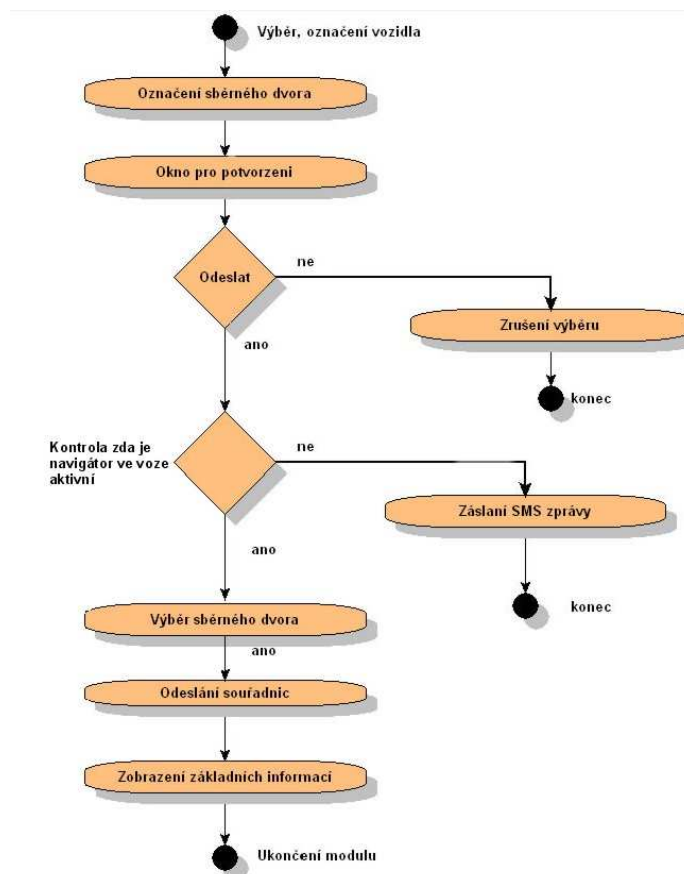 Výběr, označení vozidla
Označení sběrného dvora
Okno pro potvorzeni
Odeslat
ne
Zrušení výběru
ano
konec
Kontrola zda je
navigátor ve voze
aktivní
ne
Záslaní SMS zprávy
ano
konec
Výběr sběrného dvora
ano
Odeslání souřadnic
Zobrazení základních informací
Ukončení modulu